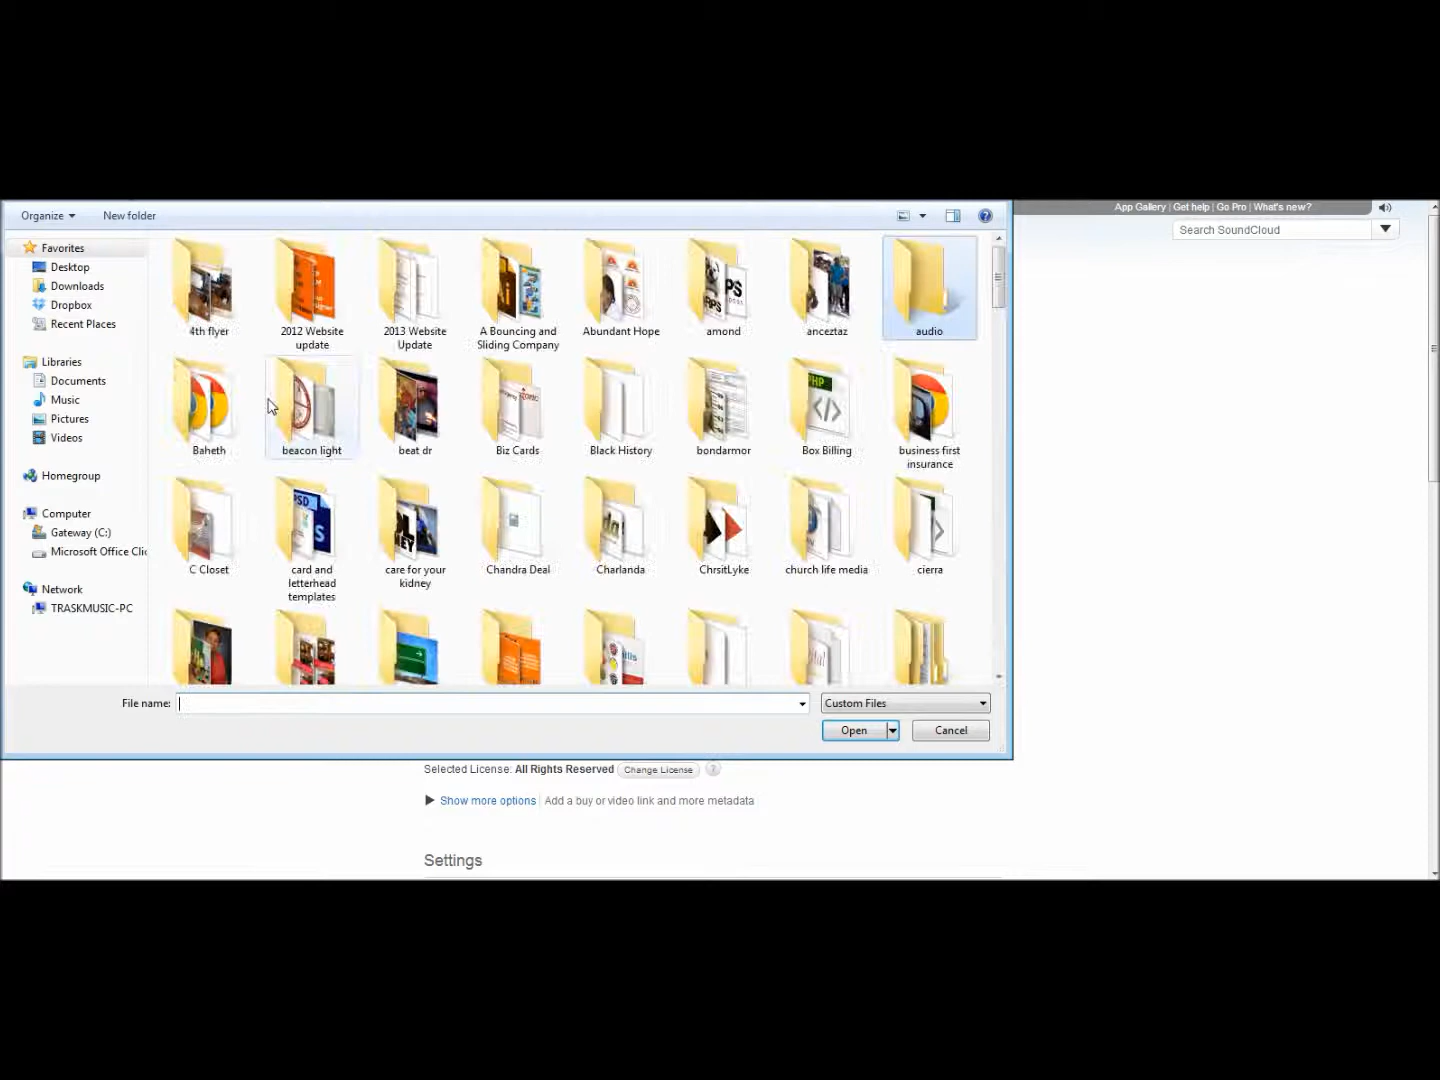 Organize
New folder
App Gallery | Get help | Go Pro | What's new?
Search SoundCloud
Favorites
Desktop
Downloads
Dropbox
Recent Places
Libraries
Documents
Music
Pictures
Videos
Homegroup
Computer
Gateway (C:)
Microsoft Office Clic
Network
TRASKMUSIC-PC
4th flyer
2012 Website
update
2013 Website
Update
A Bouncing and
Sliding Company
Abundant Hope
amond
anceztaz
audio
Baheth
beacon light
beat dr
Biz Cards
Black History
bondarmor
Box Billing
business first
insurance
C Closet
card and
letterhead
templates
care for your
kidney
Chandra Deal
Charlanda
ChrsitLyke
church life media
cierra
File name:
Custom Files
Open
Cancel
Selected License: All Rights Reserved Change License ?
Show more options | Add a buy or video link and more metadata
Settings